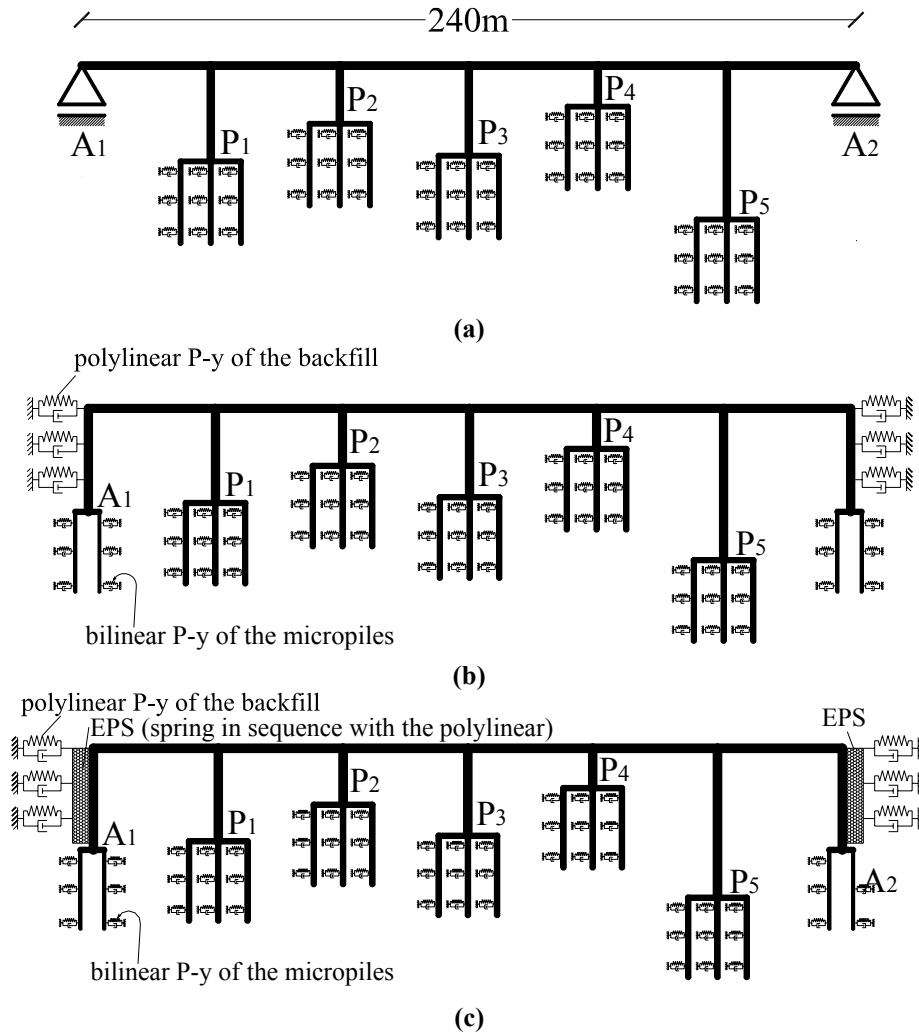 240m
A1
P1
P2
P3
P4
P5
A2
(a)
polylinear P-y of the backfill
A1
P1
P2
P3
P4
P5
bilinear P-y of the micropiles
(b)
polylinear P-y of the backfill
EPS (spring in sequence with the polylinear)
EPS
A1
P1
P2
P3
P4
P5
A2
bilinear P-y of the micropiles
(c)